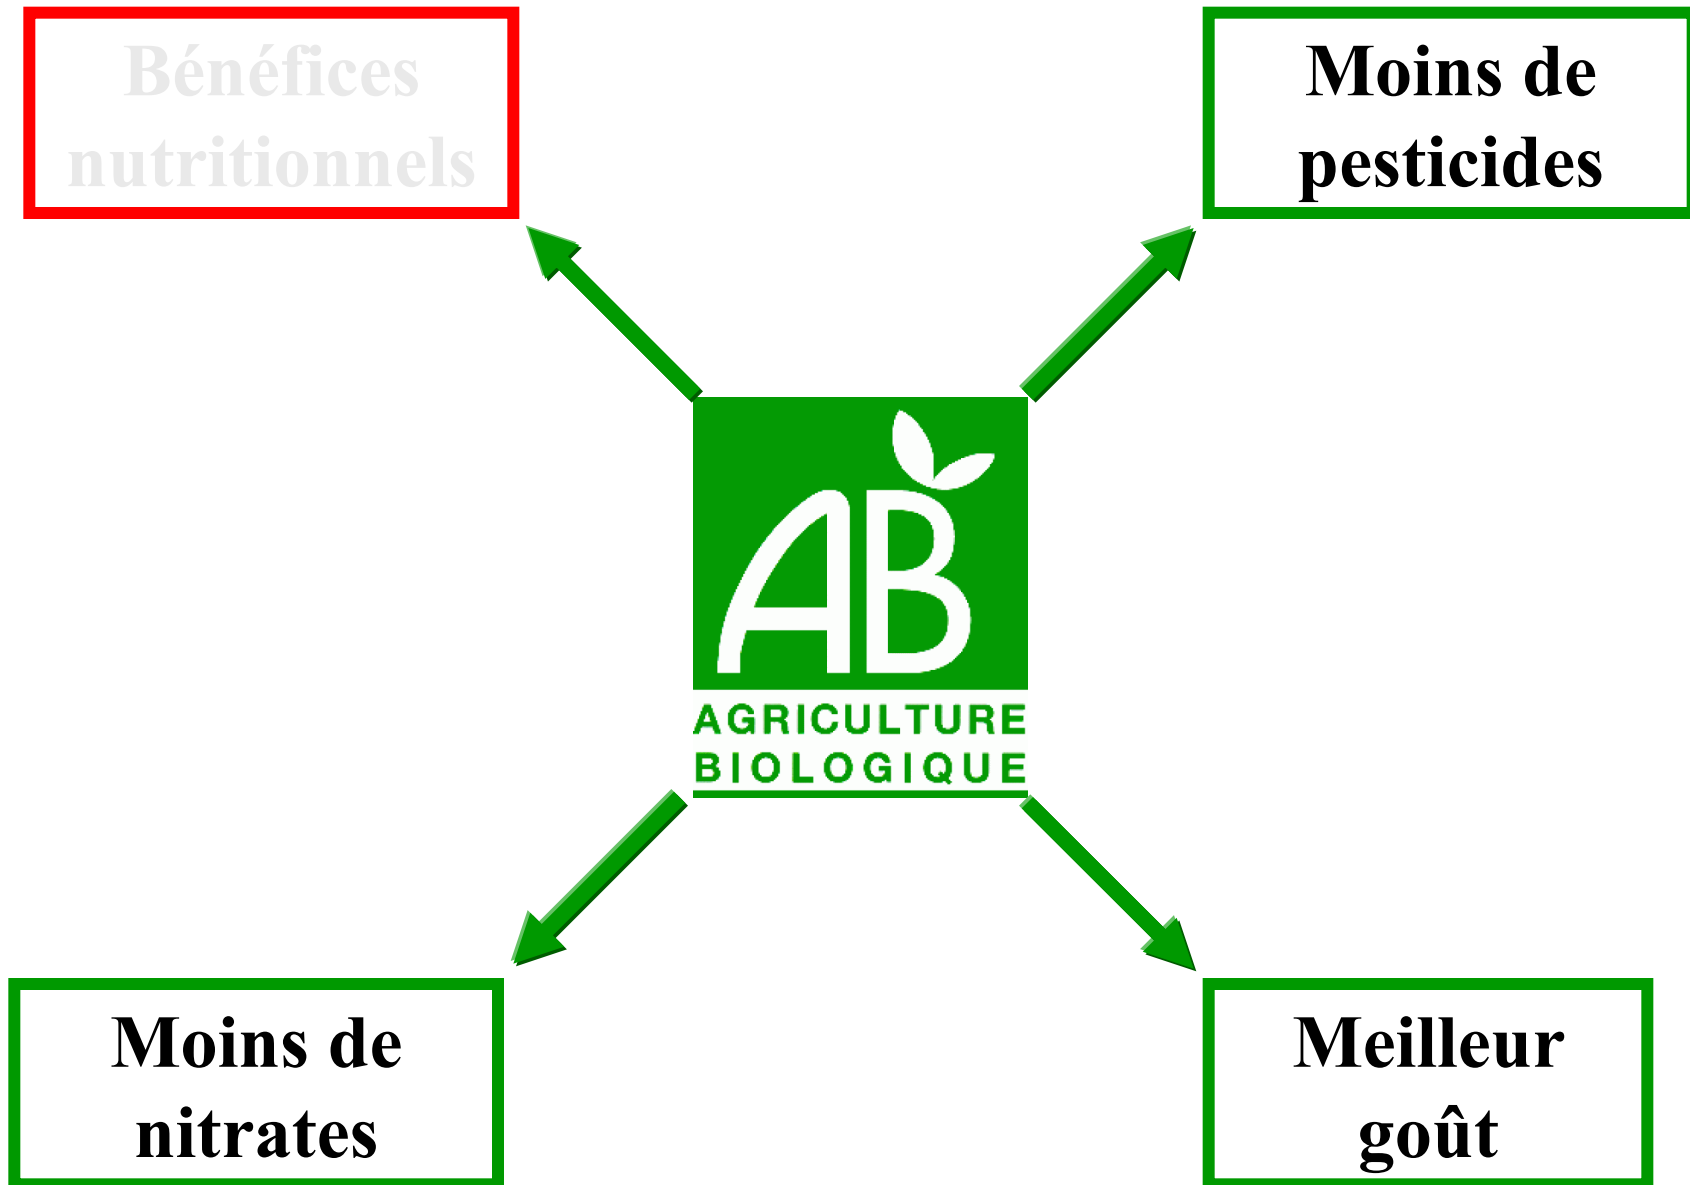 Bénéfices
nutritionnels
Moins de
pesticides
AB
AGRICULTURE
BIOLOGIQUE
Moins de
nitrates
Meilleur
goût